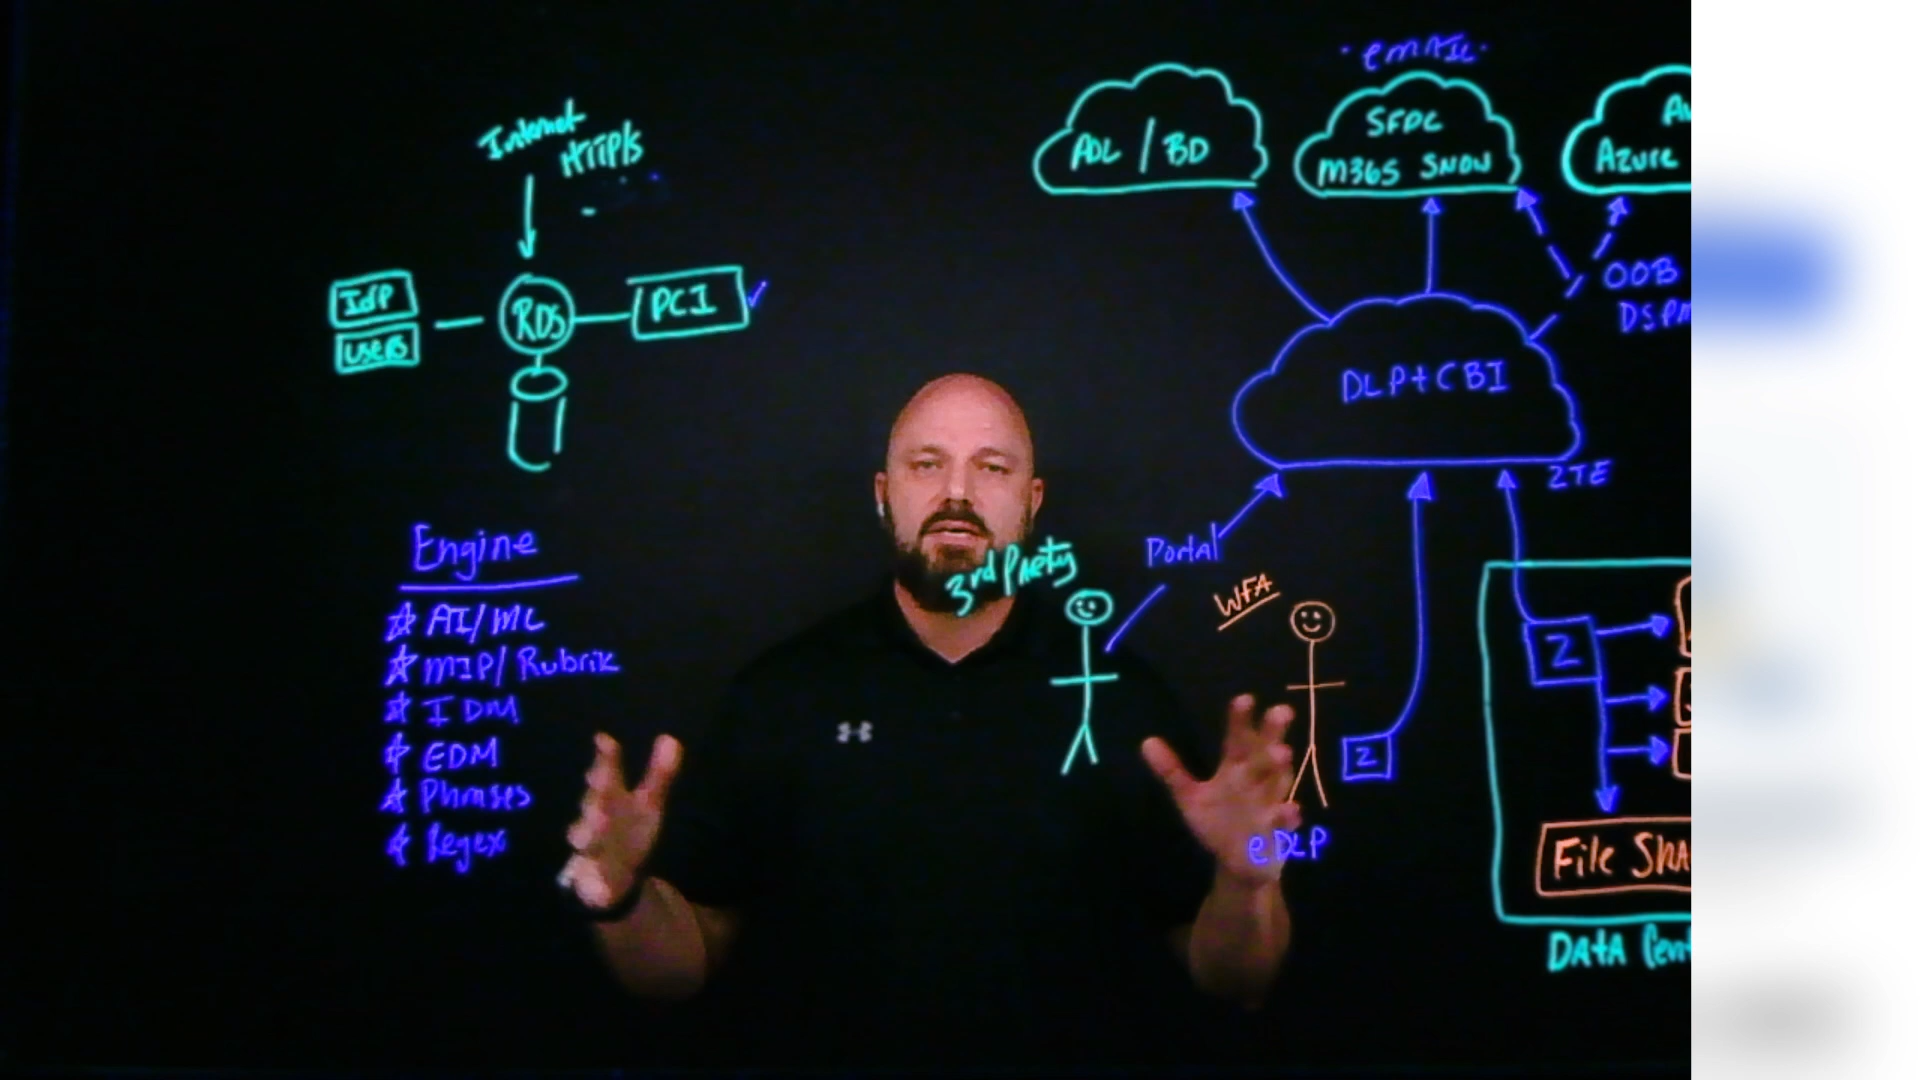 Internet
HTTP/s
IdP
users
RDS
PCI
Engine
AI/ML
MIP/Rubrik
IDM
EDM
Phrases
Regex
3rd Party
Portal
WFA
eDLP
Z
ADL / BD
·email·
SFDC
M365 SNOW
Azure
OOB
DLP+CBI
ZTE
Z
File
DATA